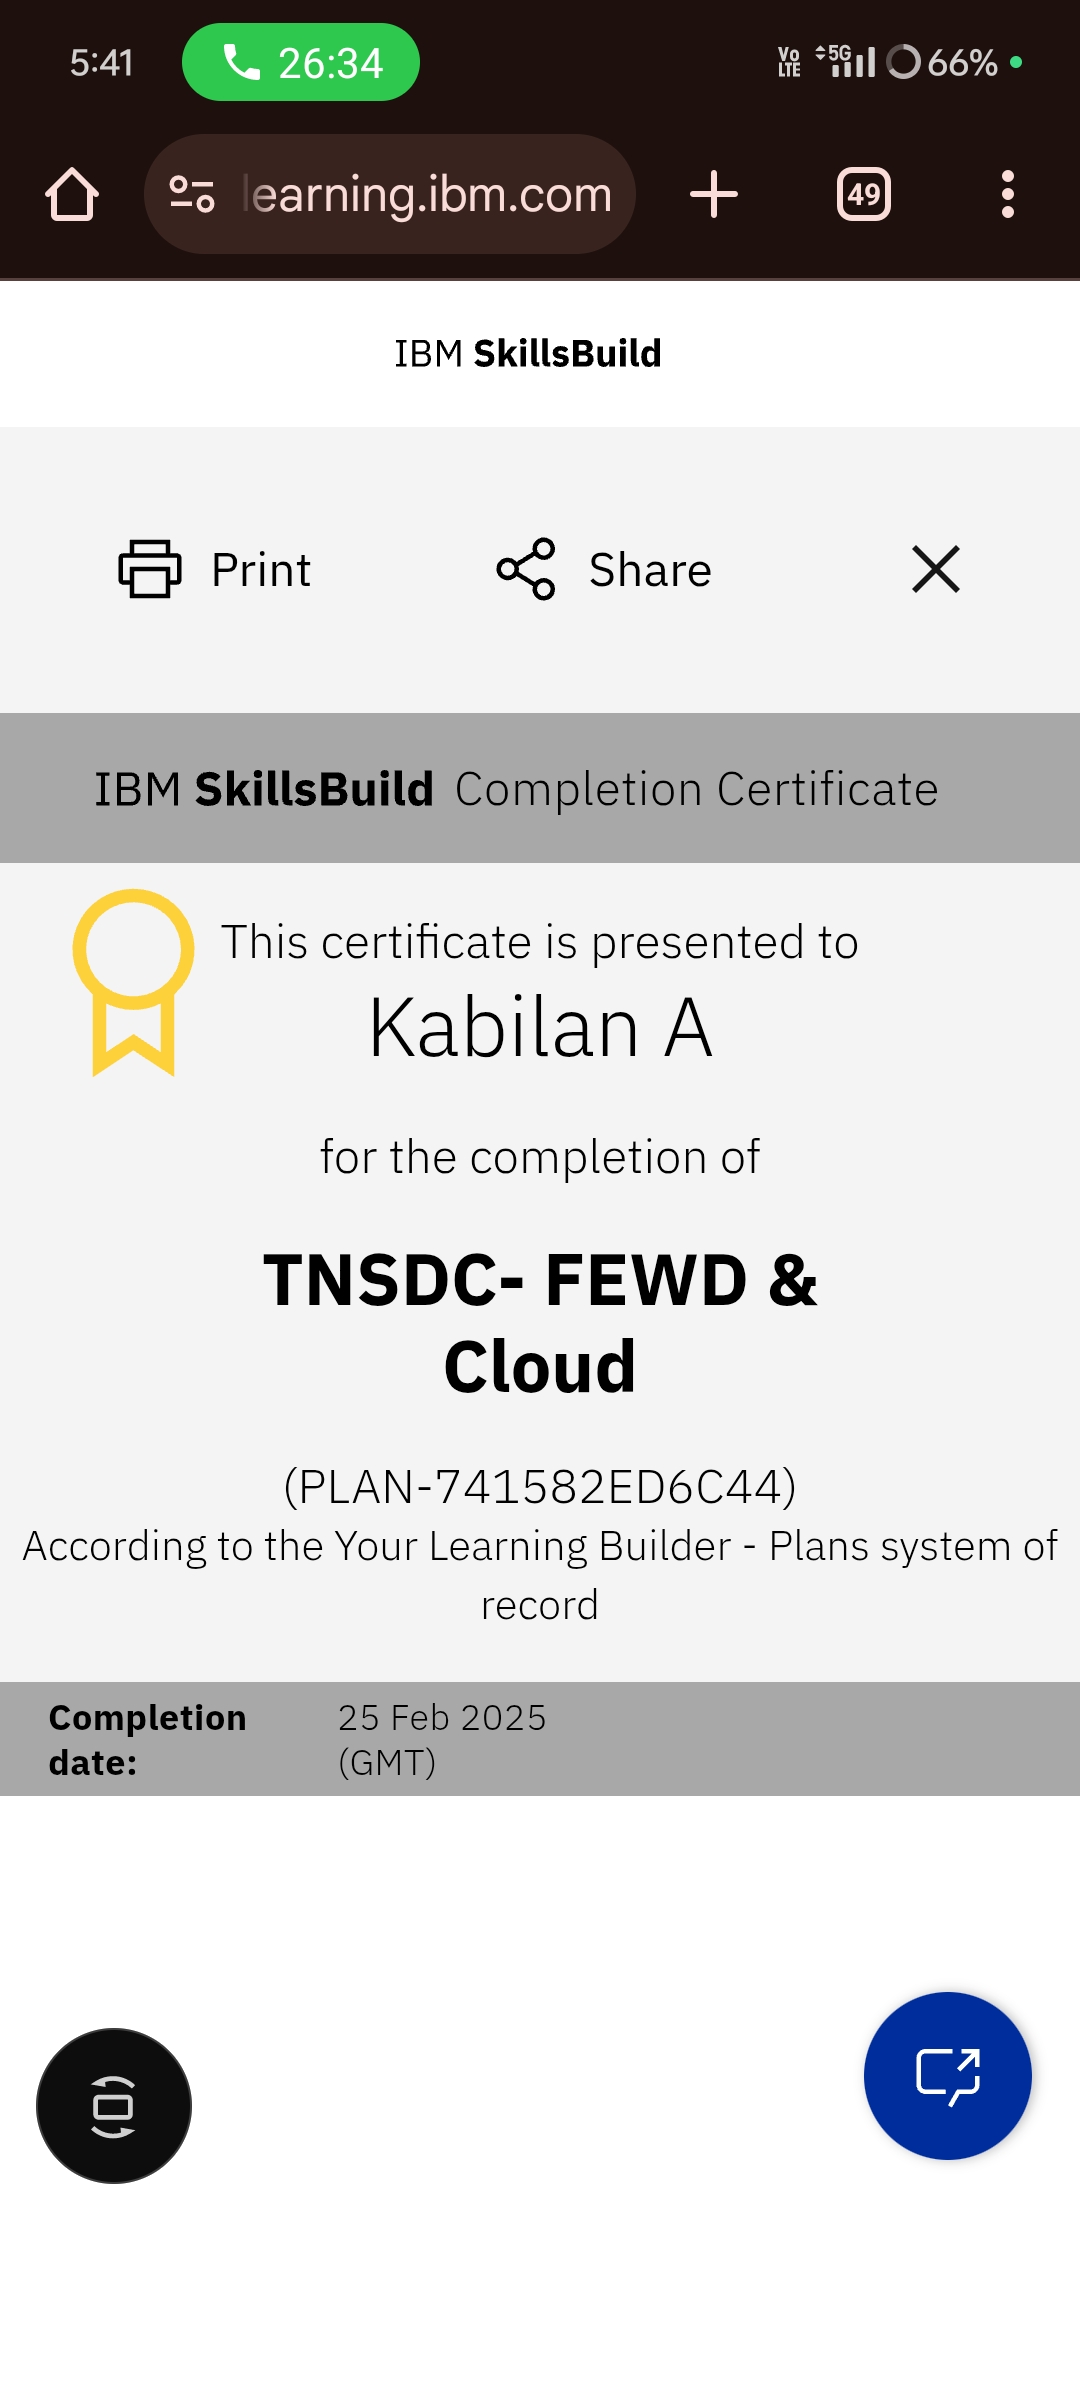 5:41 26:34 Vo LTE 5G 66%
learning.ibm.com 49
IBM SkillsBuild
Print Share
IBM SkillsBuild Completion Certificate
This certificate is presented to
Kabilan A
for the completion of
TNSDC- FEWD &
Cloud
(PLAN-741582ED6C44)
According to the Your Learning Builder - Plans system of
record
Completion 25 Feb 2025
date: (GMT)